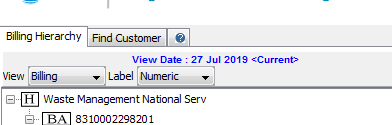 Billing Hierarchy Find Customer ?
View Date : 27 Jul 2019 <Current>
View Billing Label Numeric
H Waste Management National Serv
BA 8310002298201